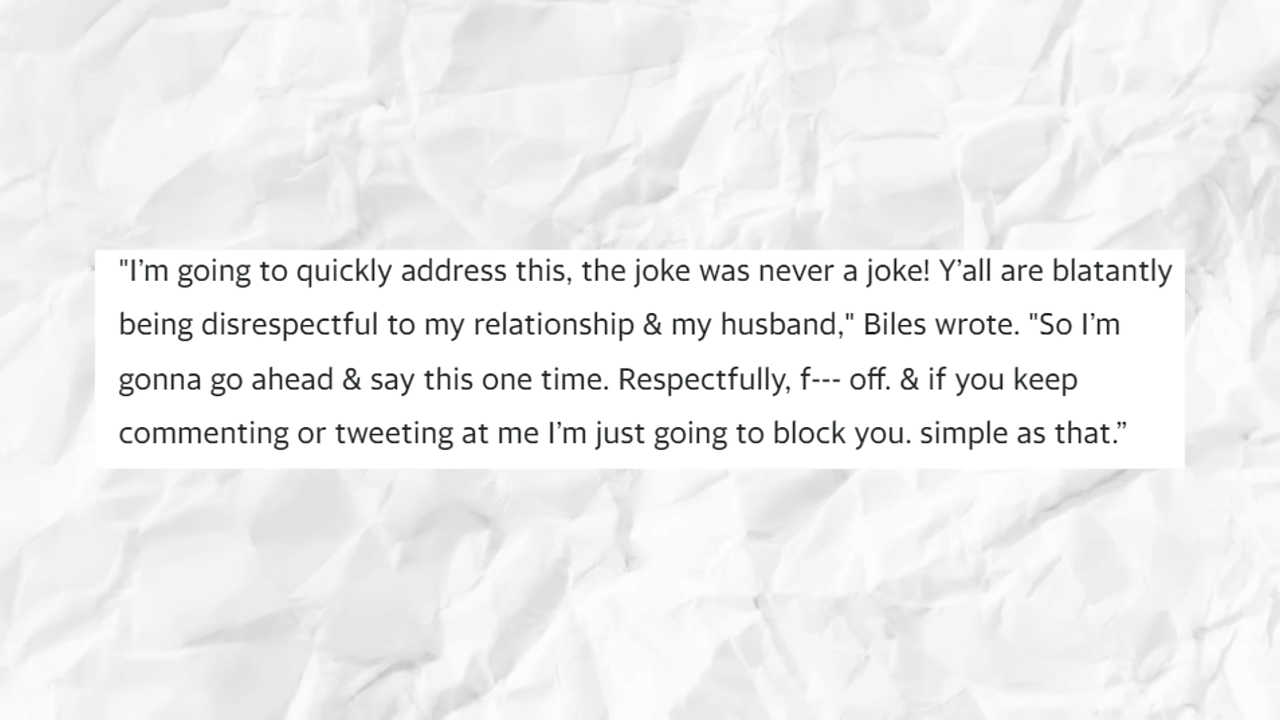 "I’m going to quickly address this, the joke was never a joke! Y’all are blatantly
being disrespectful to my relationship & my husband," Biles wrote. "So I’m
gonna go ahead & say this one time. Respectfully, f--- off. & if you keep
commenting or tweeting at me I’m just going to block you. simple as that.”